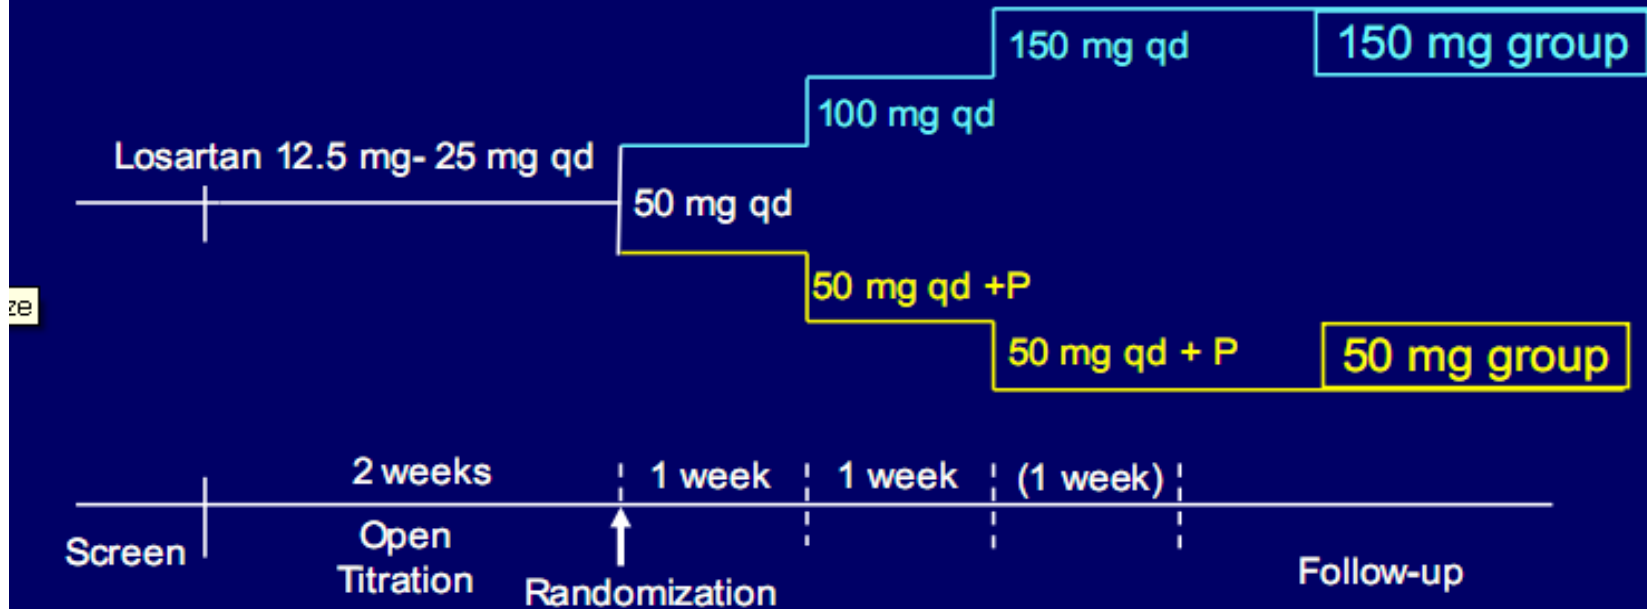 150 mg qd
150 mg group
100 mg qd
Losartan 12.5 mg- 25 mg qd
50 mg qd
50 mg qd +P
ze
50 mg qd + P
50 mg group
2 weeks
1 week
1 week
(1 week)
Screen
Open
Titration
Randomization
Follow-up